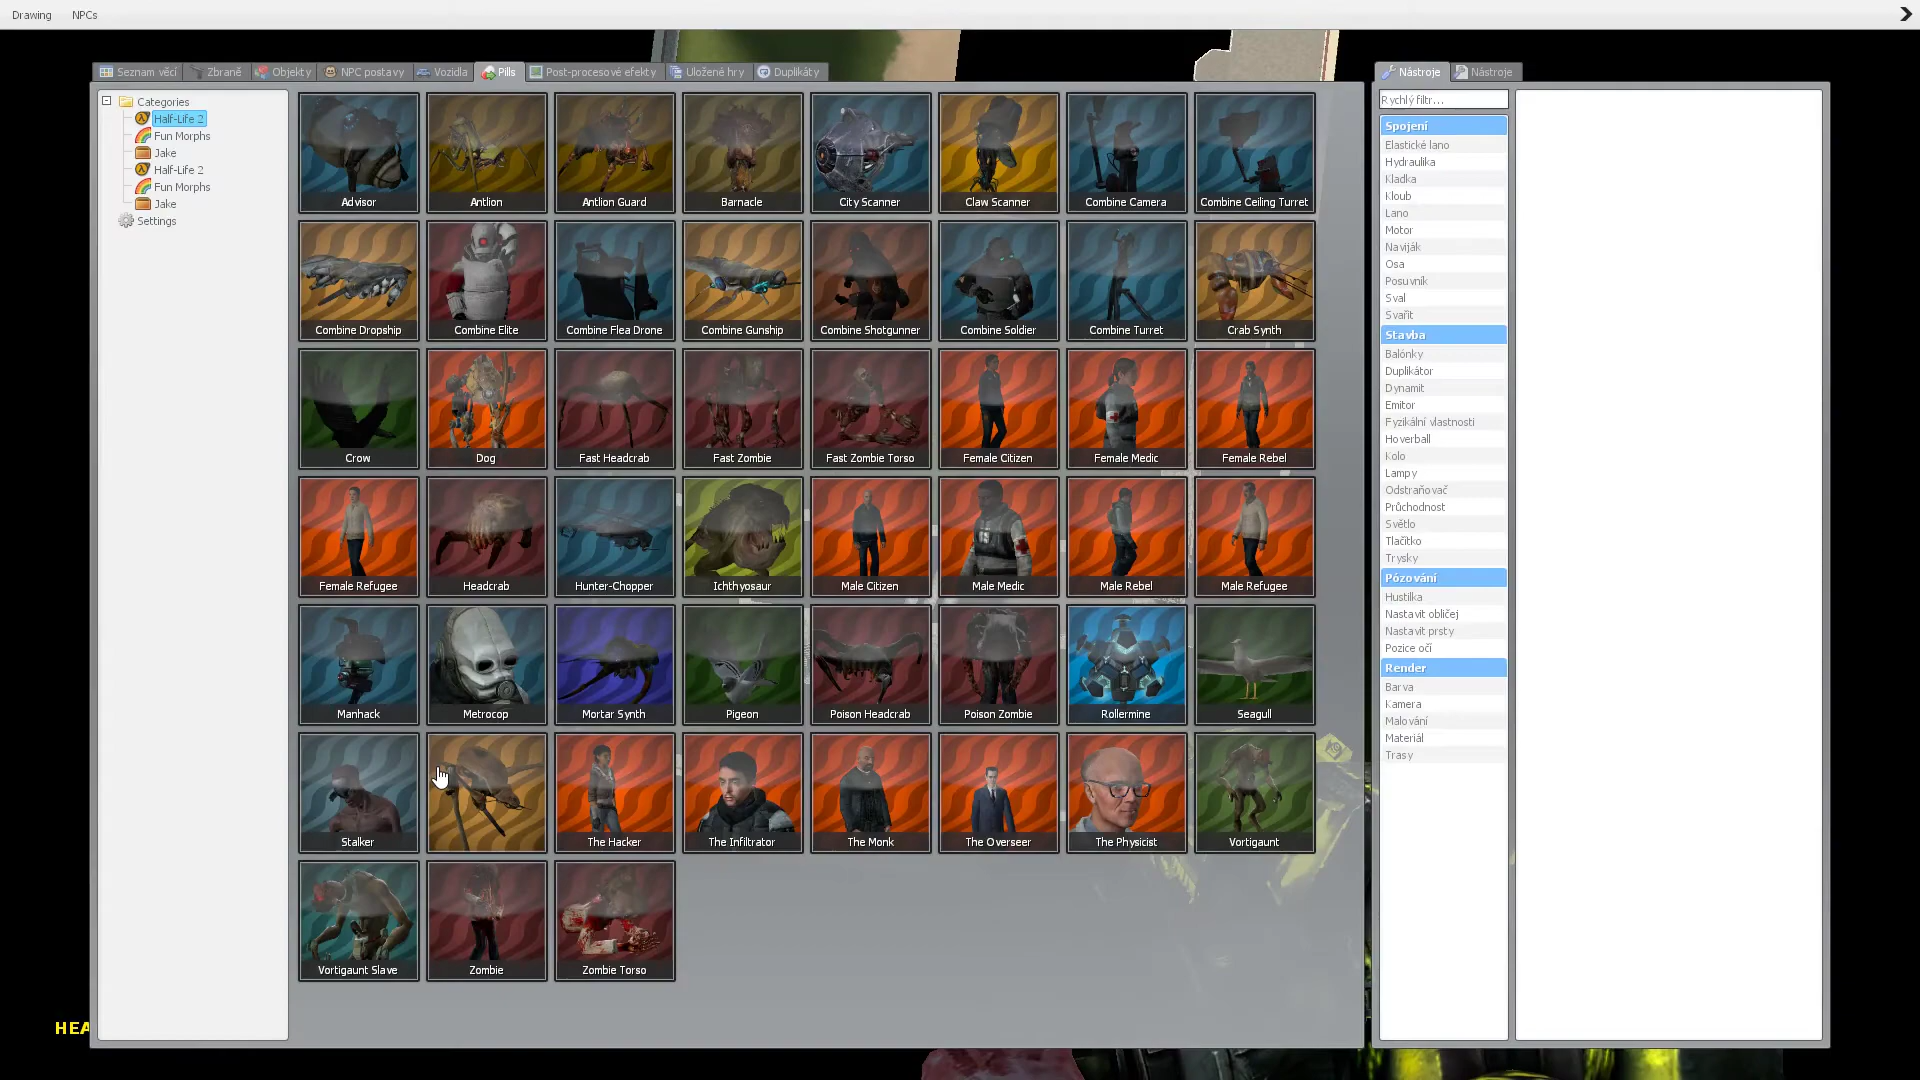 Drawing NPCs
Seznam věcí Zbraně Objekty NPC postavy Vozidla Pills Post-procesové efekty Uložené hry Duplikáty
Nástroje Nástroje
Categories
Half-Life 2
Fun Morphs
Jake
Half-Life 2
Fun Morphs
Jake
Settings
Advisor Antlion Antlion Guard Barnacle City Scanner Claw Scanner Combine Camera Combine Ceiling Turret
Combine Dropship Combine Elite Combine Flea Drone Combine Gunship Combine Shotgunner Combine Soldier Combine Turret Crab Synth
Crow Dog Fast Headcrab Fast Zombie Fast Zombie Torso Female Citizen Female Medic Female Rebel
Female Refugee Headcrab Hunter-Chopper Ichthyosaur Male Citizen Male Medic Male Rebel Male Refugee
Manhack Metrocop Mortar Synth Pigeon Poison Headcrab Poison Zombie Rollermine Seagull
Stalker The Hacker The Infiltrator The Monk The Overseer The Physicist Vortigaunt
Vortigaunt Slave Zombie Zombie Torso
Rychlý filtr...
Spojení
Elastické lano
Hydraulika
Kladka
Kloub
Lano
Motor
Naviják
Osa
Posuvník
Sval
Svařit
Stavba
Balónky
Duplikátor
Dynamit
Emitor
Fyzikální vlastnosti
Hoverball
Kolo
Lampy
Odstraňovač
Průchodnost
Světlo
Tlačítko
Trysky
Pózování
Hustilka
Nastavit obličej
Nastavit prsty
Pozice očí
Render
Barva
Kamera
Malování
Materiál
Trasy
HEA